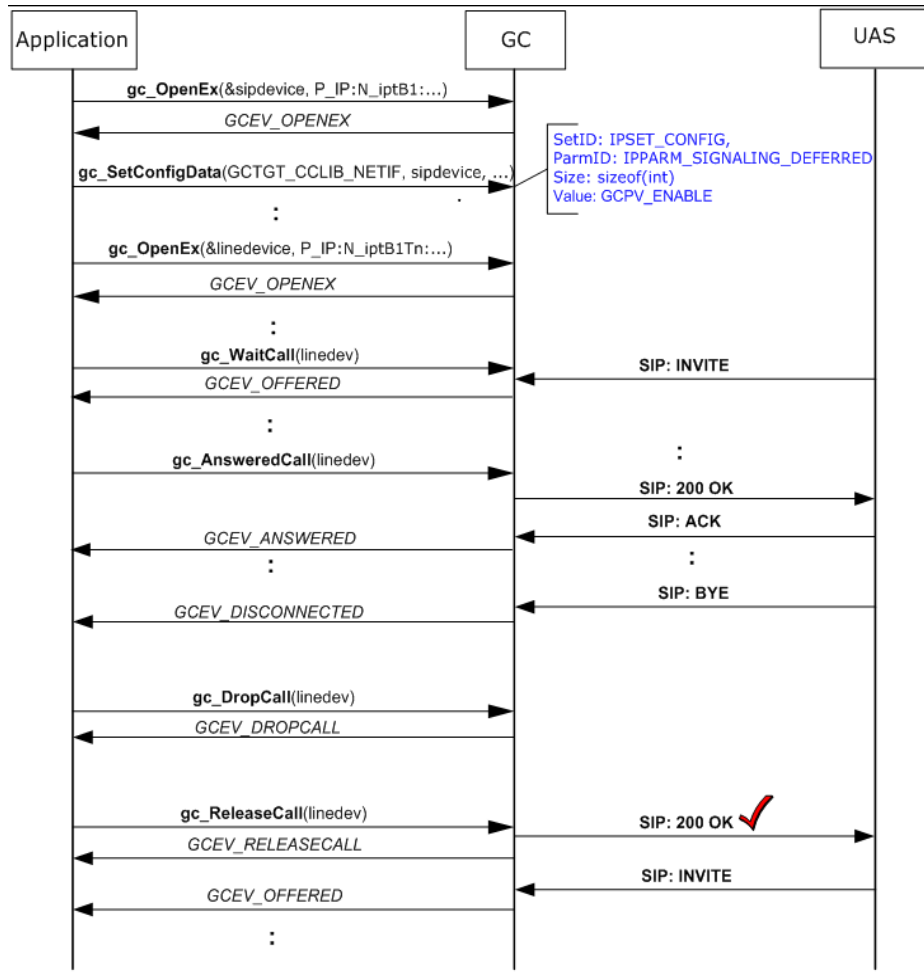 Application
GC
UAS
gc_OpenEx(&sipdevice, P_IP:N_iptB1:...)
GCEV_OPENEX
SetID: IPSET_CONFIG,
ParmID: IPPARM_SIGNALING_DEFERRED
Size: sizeof(int)
Value: GCPV_ENABLE
gc_SetConfigData(GCTGT_CCLIB_NETIF, sipdevice, ...)
:
gc_OpenEx(&linedevice, P_IP:N_iptB1Tn:...)
GCEV_OPENEX
:
gc_WaitCall(linedev)
SIP: INVITE
GCEV_OFFERED
:
gc_AnsweredCall(linedev)
:
SIP: 200 OK
SIP: ACK
GCEV_ANSWERED
:
:
SIP: BYE
GCEV_DISCONNECTED
gc_DropCall(linedev)
GCEV_DROPCALL
gc_ReleaseCall(linedev)
SIP: 200 OK
GCEV_RELEASECALL
SIP: INVITE
GCEV_OFFERED
: